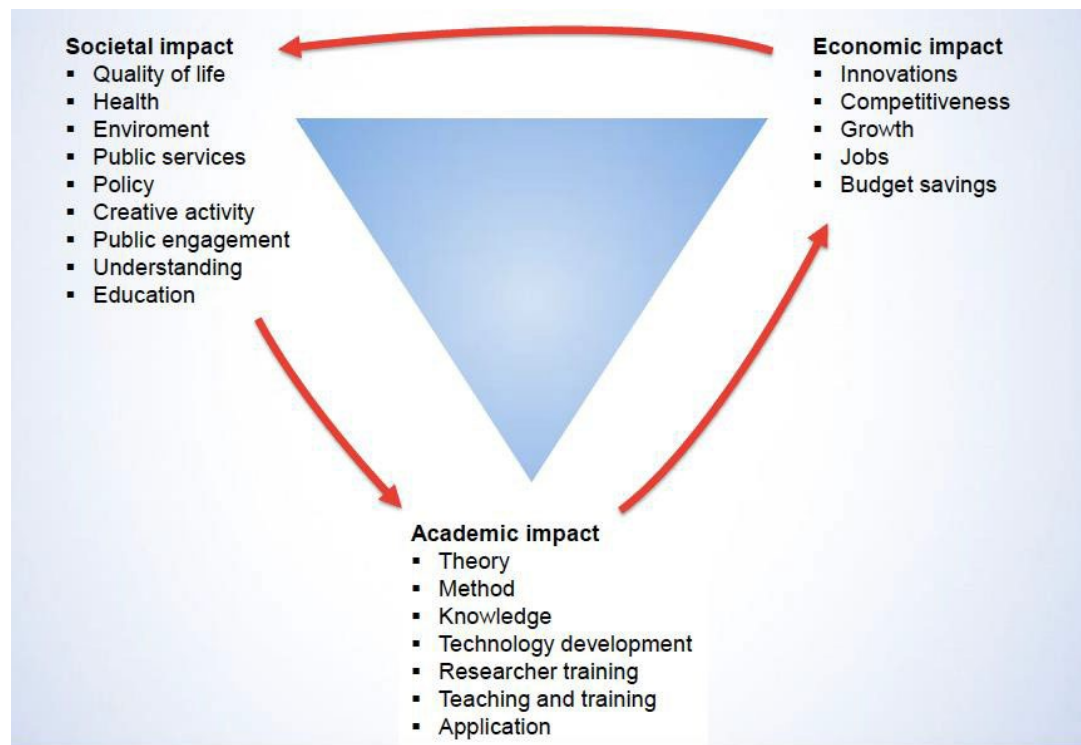 Societal impact
▪ Quality of life
▪ Health
▪ Enviroment
▪ Public services
▪ Policy
▪ Creative activity
▪ Public engagement
▪ Understanding
▪ Education
Economic impact
▪ Innovations
▪ Competitiveness
▪ Growth
▪ Jobs
▪ Budget savings
Academic impact
▪ Theory
▪ Method
▪ Knowledge
▪ Technology development
▪ Researcher training
▪ Teaching and training
▪ Application